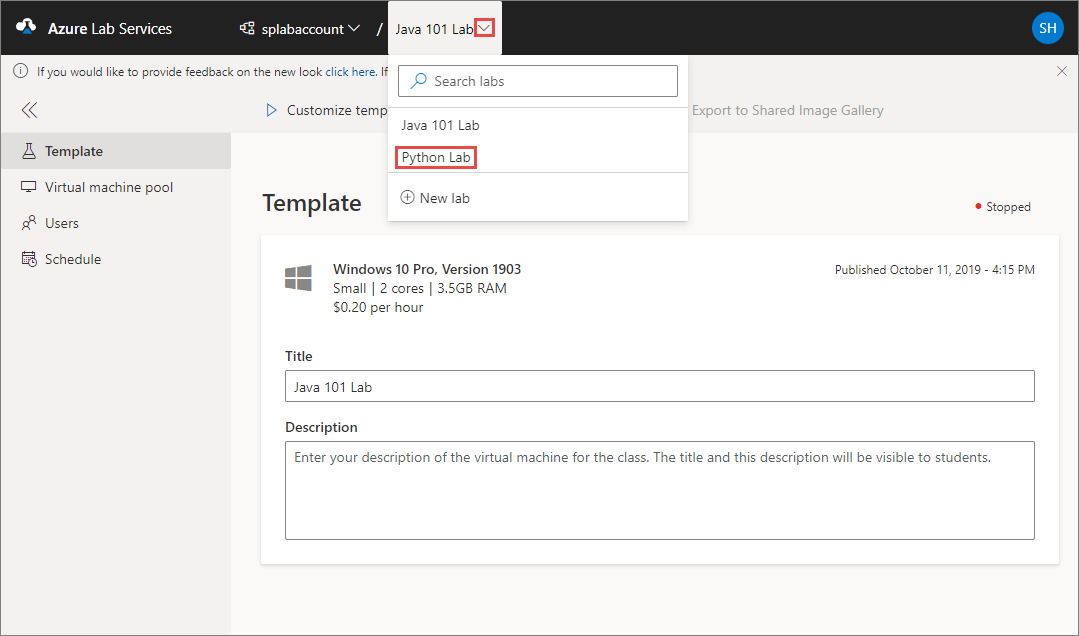 Azure Lab Services
splabaccount
/
Java 101 Lab
SH
If you would like to provide feedback on the new look click here. If
Search labs
Customize temp
Export to Shared Image Gallery
Java 101 Lab
Python Lab
New lab
Template
Virtual machine pool
Users
Schedule
Template
Stopped
Windows 10 Pro, Version 1903
Published October 11, 2019 - 4:15 PM
Small | 2 cores | 3.5GB RAM
$0.20 per hour
Title
Java 101 Lab
Description
Enter your description of the virtual machine for the class. The title and this description will be visible to students.